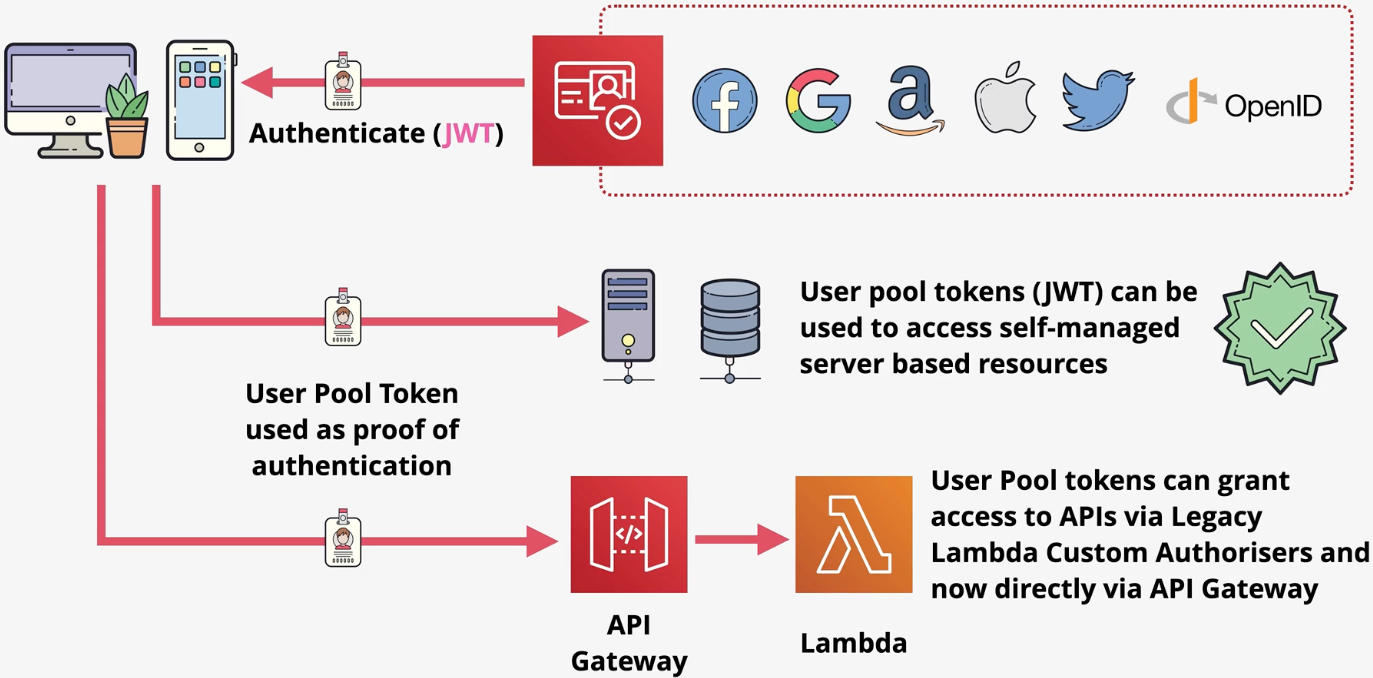 Authenticate (JWT)
OpenID
User pool tokens (JWT) can be
used to access self-managed
server based resources
User Pool Token
used as proof of
authentication
User Pool tokens can grant
access to APIs via Legacy
Lambda Custom Authorisers and
now directly via API Gateway
API
Gateway
Lambda